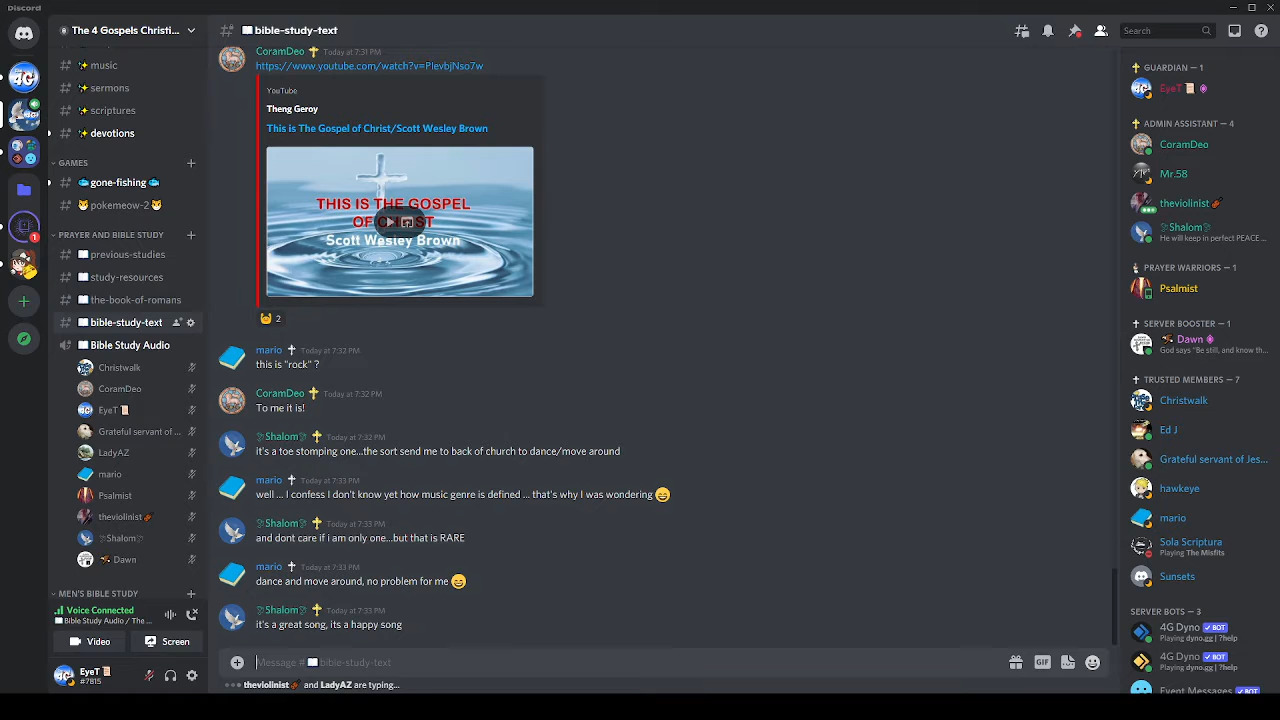 Discord
The 4 Gospels Christi...
music
sermons
scriptures
devotions
GAMES
gone-fishing
pokemeow-2
PRAYER AND BIBLE STUDY
previous-studies
study-resources
the-book-of-romans
bible-study-text
Bible Study Audio
Christwalk
CoramDeo
EyeT
Grateful servant of ...
LadyAZ
mario
Psalmist
theviolinist
Shalom
Dawn
MEN'S BIBLE STUDY
Voice Connected
Bible Study Audio / The ...
Video
Screen
EyeT
#7815
1
bible-study-text
CoramDeo Today at 7:31 PM
https://www.youtube.com/watch?v=PlevbjNso7w
YouTube
Theng Geroy
This is The Gospel of Christ/Scott Wesley Brown
THIS IS THE GOSPEL
OF CHRIST
Scott Wesley Brown
2
mario Today at 7:32 PM
this is "rock" ?
CoramDeo Today at 7:32 PM
To me it is!
Shalom Today at 7:32 PM
it's a toe stomping one...the sort send me to back of church to dance/move around
mario Today at 7:33 PM
well ... I confess I don't know yet how music genre is defined ... that's why I was wondering
Shalom Today at 7:33 PM
and dont care if i am only one...but that is RARE
mario Today at 7:33 PM
dance and move around, no problem for me
Shalom Today at 7:33 PM
it's a great song, its a happy song
Message # bible-study-text
GIF
theviolinist and LadyAZ are typing...
Search
GUARDIAN — 1
EyeT
ADMIN ASSISTANT — 4
CoramDeo
Mr.58
theviolinist
Shalom
He will keep in perfect PEACE ...
PRAYER WARRIORS — 1
Psalmist
SERVER BOOSTER — 1
Dawn
God says "Be still, and know th...
TRUSTED MEMBERS — 7
Christwalk
Ed J
Grateful servant of Jes...
hawkeye
mario
Sola Scriptura
Playing The Misfits
Sunsets
SERVER BOTS — 3
4G Dyno ✓ BOT
Playing dyno.gg | ?help
4G Dyno ✓ BOT
Playing dyno.gg | ?help
Event Messages ✓ BOT